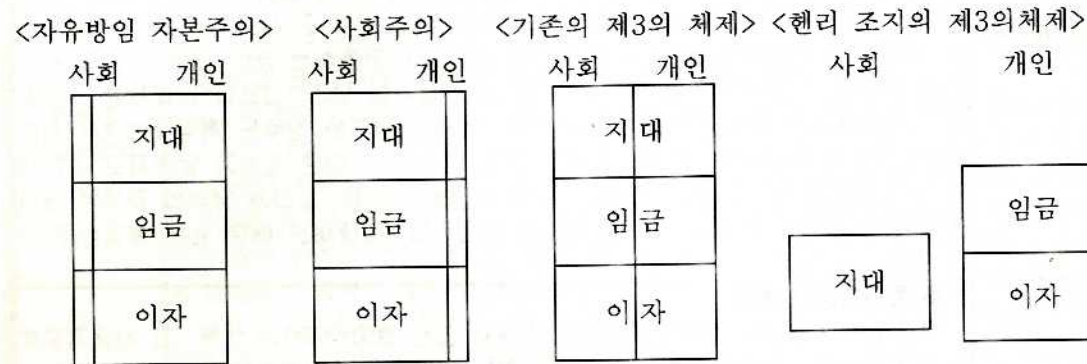 <자유방임 자본주의> <사회주의> <기존의 제3의 체제> <헨리 조지의 제3의체제>
사회 개인 사회 개인 사회 개인 사회 개인
지대 지대 지대
임금 임금 임금 임금
지대
이자 이자 이자 이자